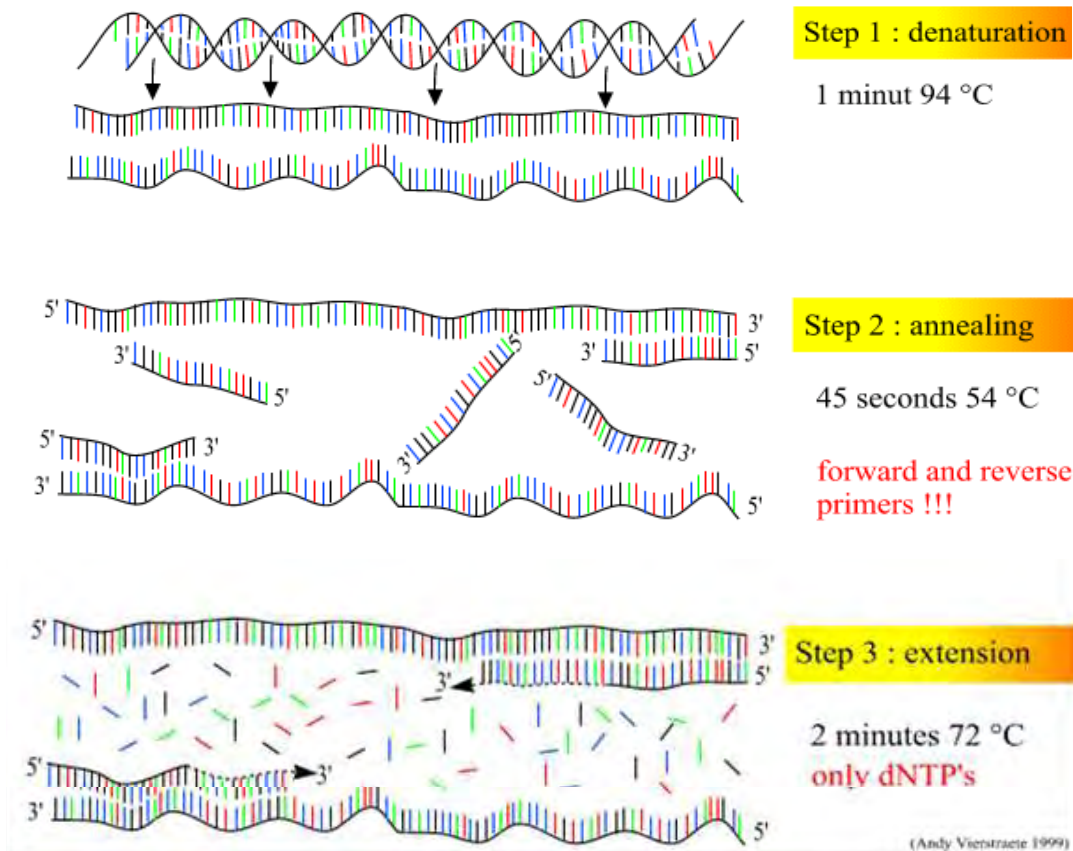 Step 1 : denaturation
1 minut 94 °C
5'
3'
Step 2 : annealing
3'
5'
3'
5'
5'
5'
45 seconds 54 °C
5'
3'
3'
3'
3'
forward and reverse
primers !!!
5'
5'
3'
Step 3 : extension
3'
5'
2 minutes 72 °C
5'
3'
only dNTP's
3'
5'
(Andy Vierstraete 1999)